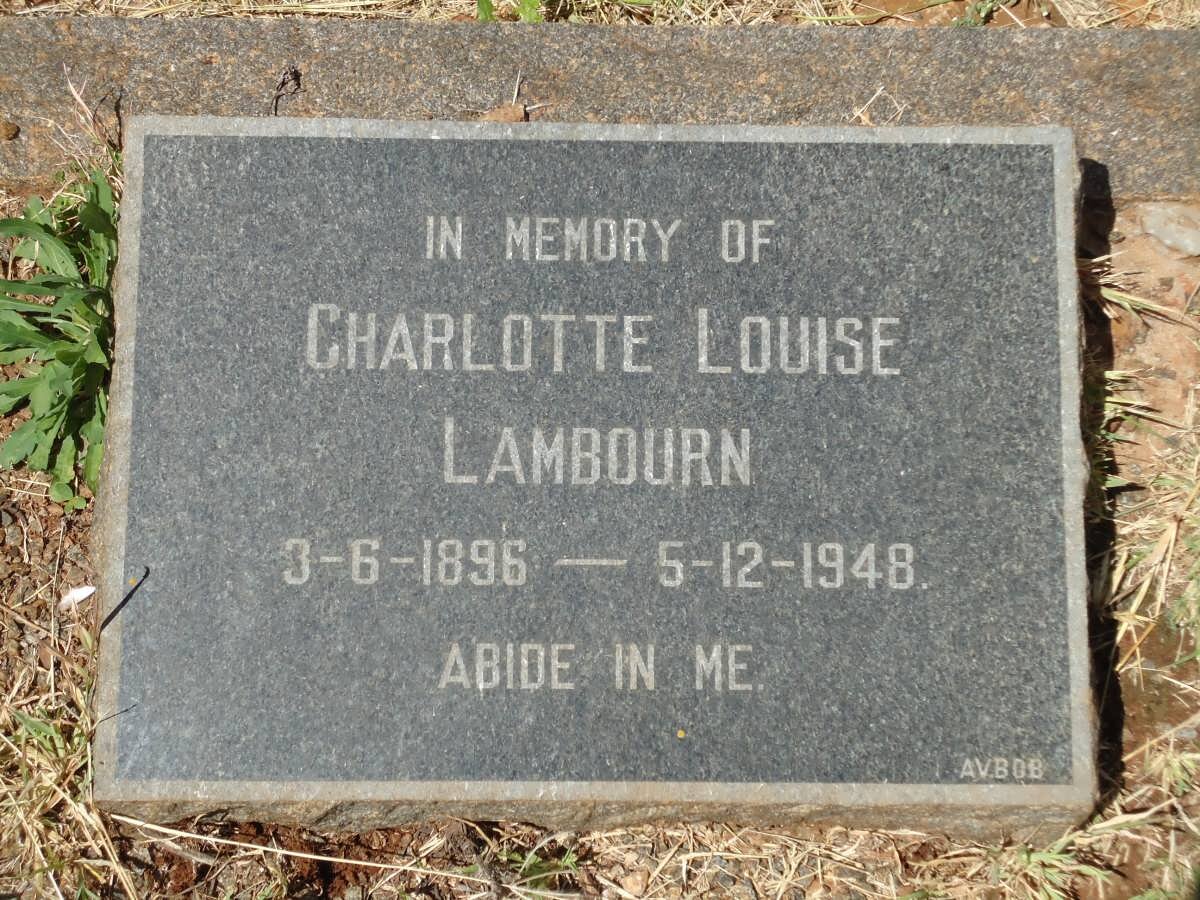 IN MEMORY OF
CHARLOTTE LOUISE
LAMBOURN
3-6-1896 — 5-12-1948.
ABIDE IN ME.
AVBOB